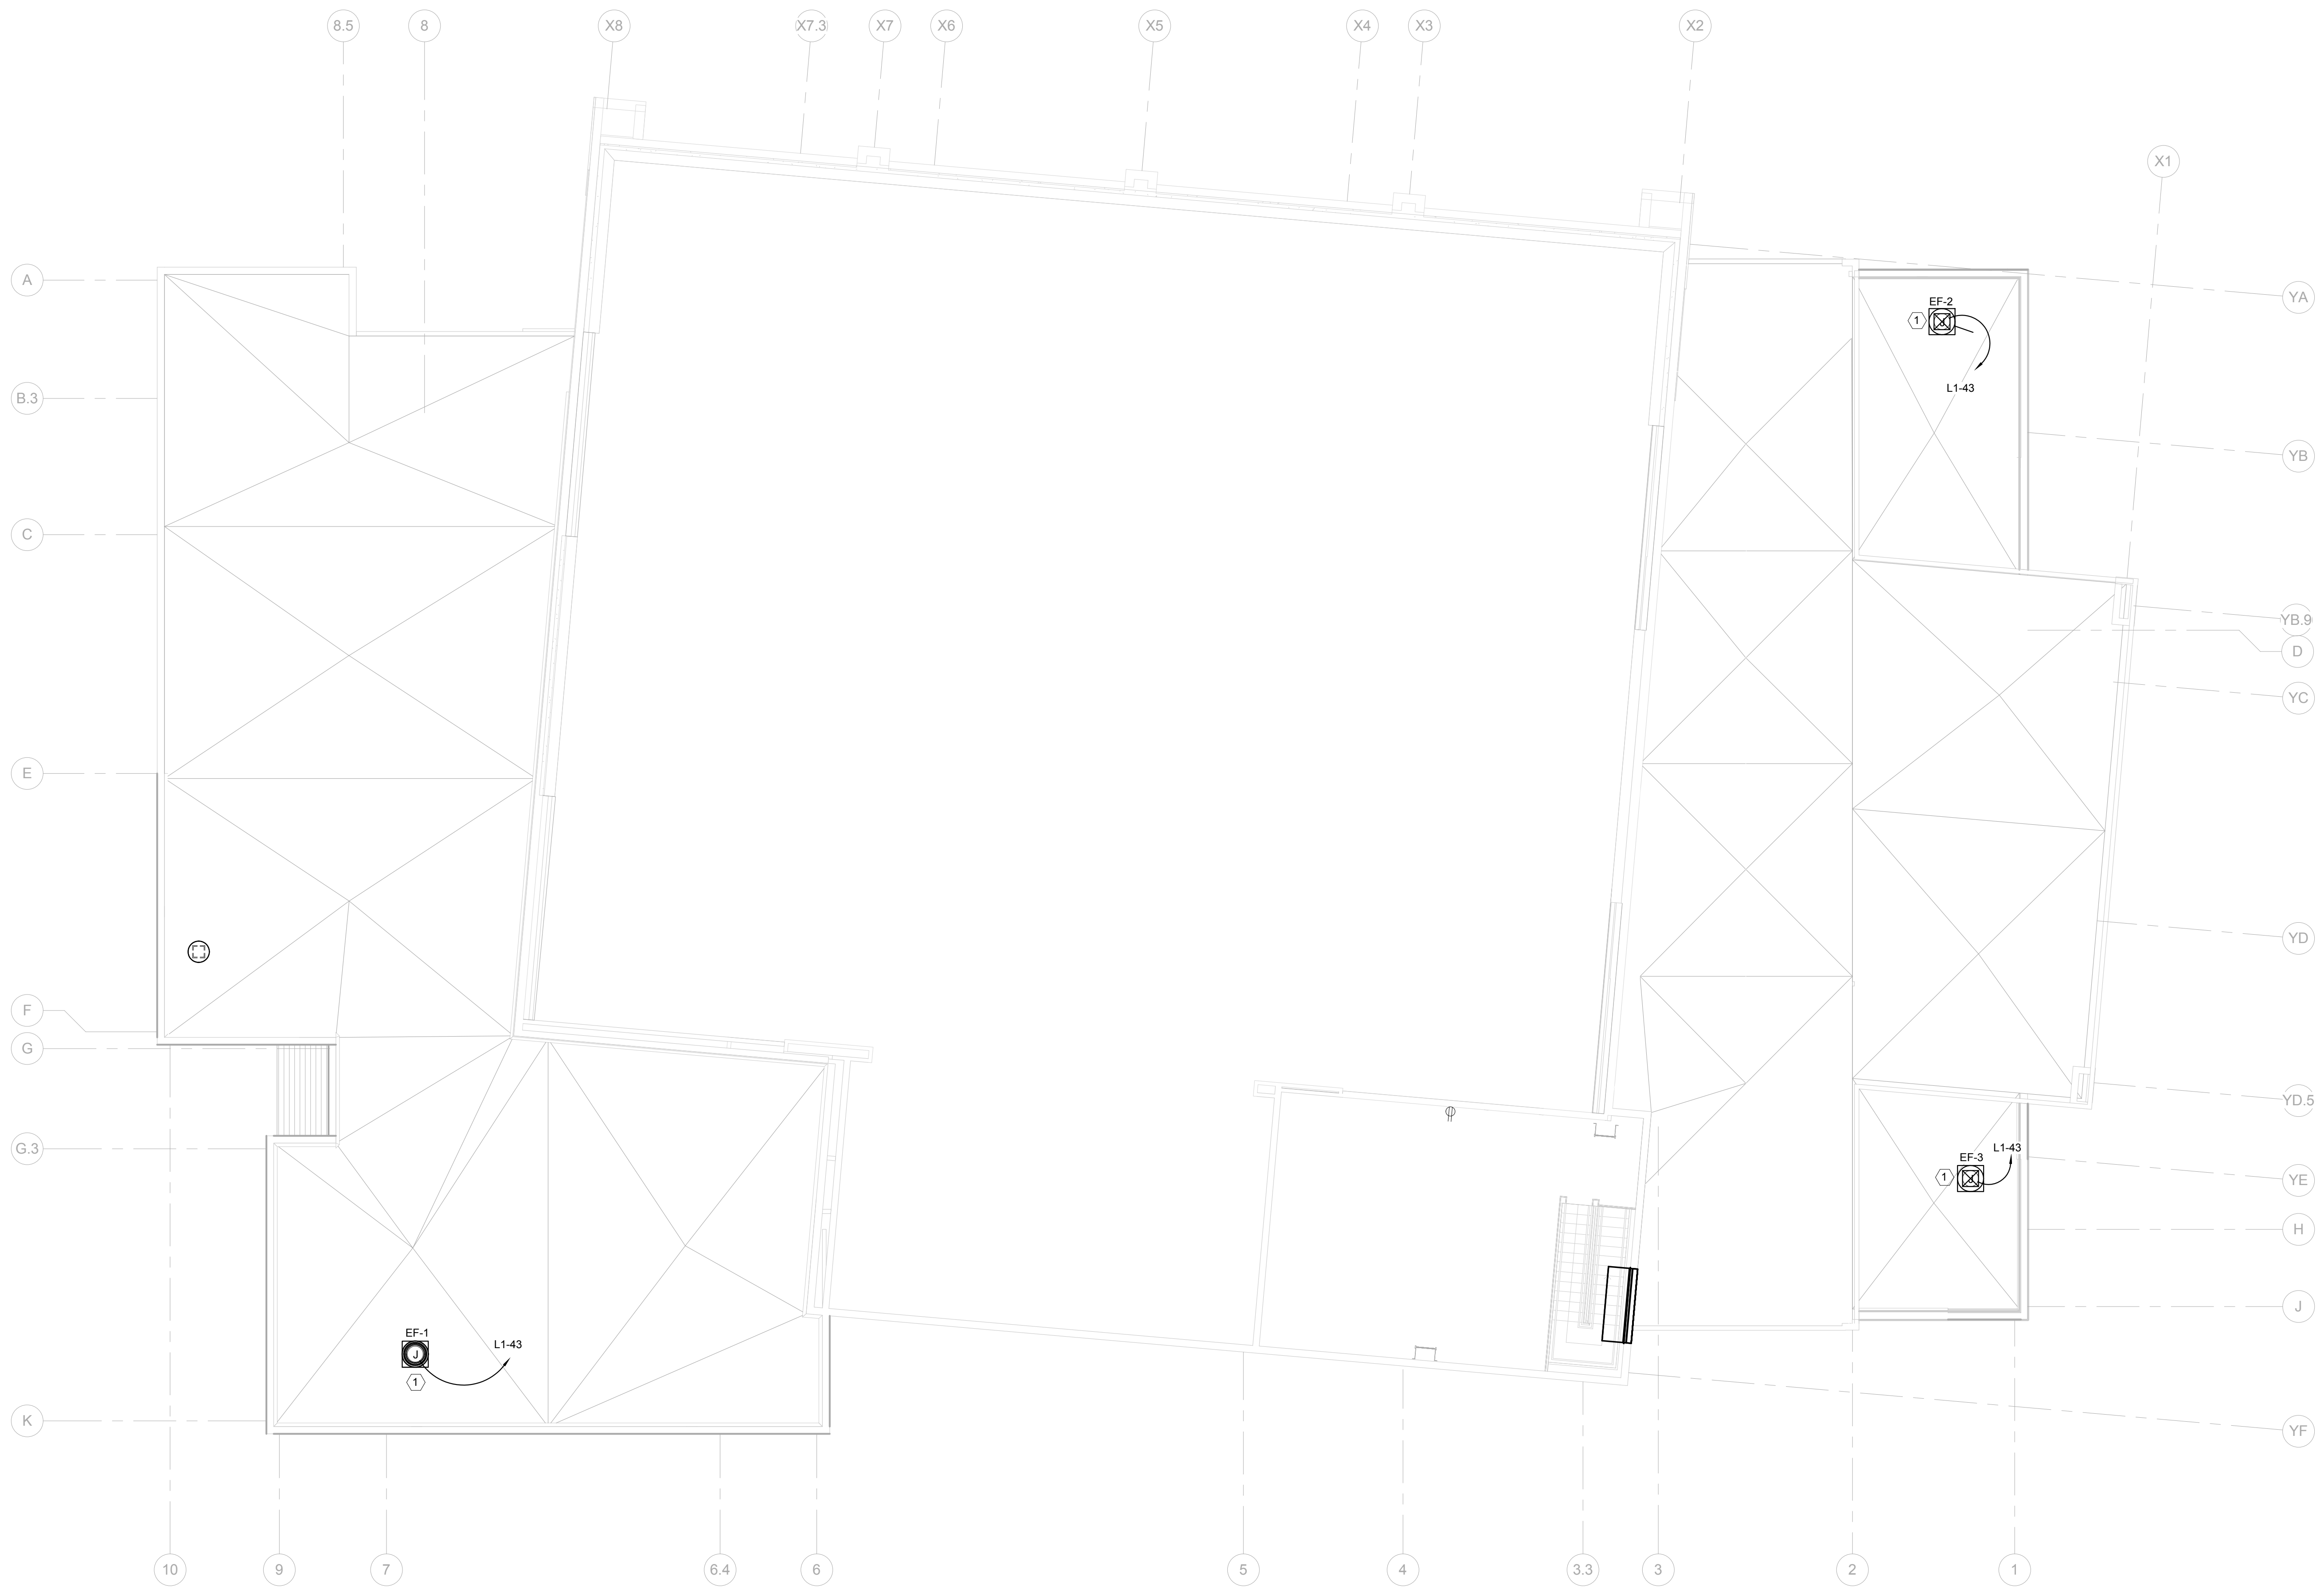 8.5
8
X8
X7.3
X7
X6
X5
X4
X3
X2
X1
A
YA
EF-2
1
J
L1-43
B.3
YB
C
YB.9
D
YC
E
YD
F
G
YD.5
G.3
L1-43
EF-3
1
J
YE
H
J
EF-1
L1-43
J
1
K
YF
10
9
7
6.4
6
5
4
3.3
3
2
1